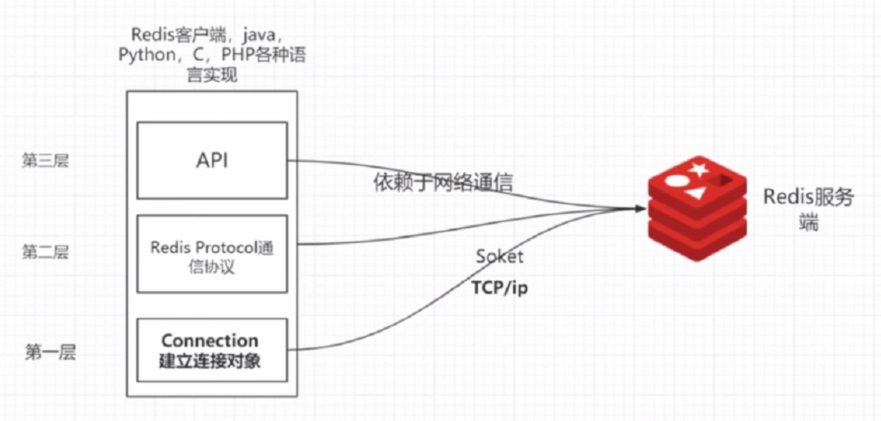 Redis客户端，java，
Python，C，PHP各种语
言实现
第三层
API
依赖于网络通信
Redis服务
端
第二层
Redis Protocol通
信协议
Soket
TCP/ip
第一层
Connection
建立连接对象